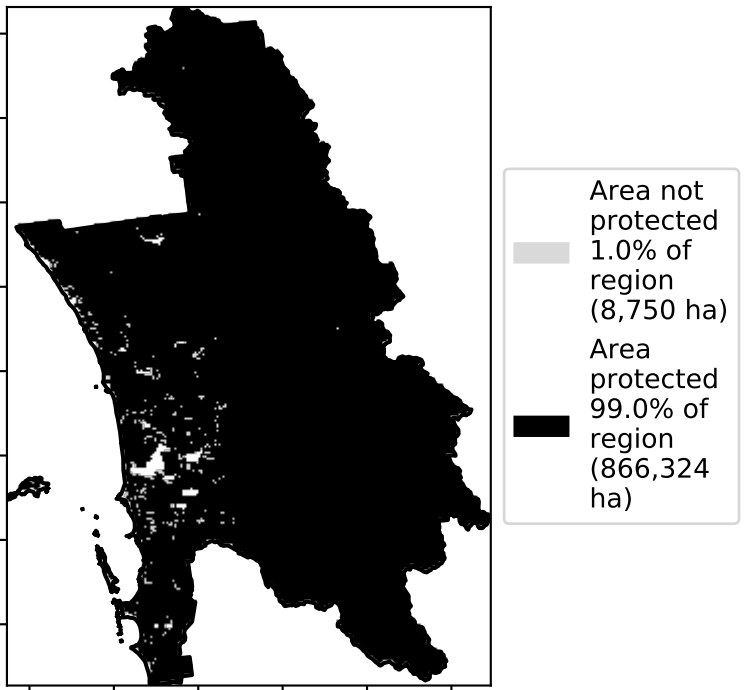 Area not
protected
1.0% of
region
(8,750 ha)
Area
protected
99.0% of
region
(866,324
ha)